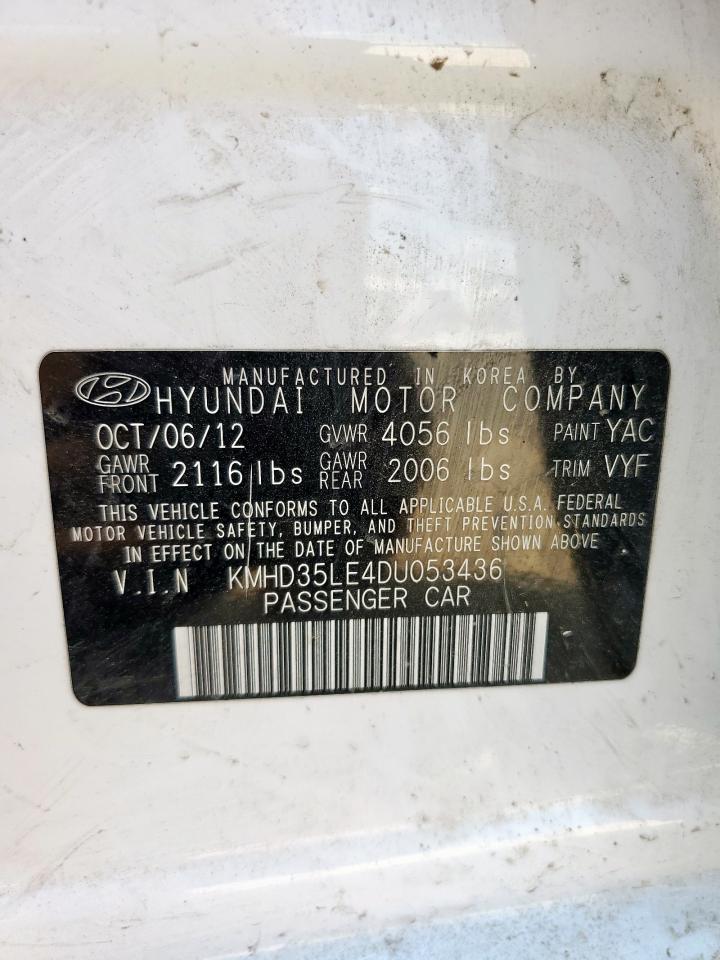 MANUFACTURED IN KOREA BY
HYUNDAI MOTOR COMPANY
OCT/06/12 GVWR 4056 lbs PAINT YAC
GAWR FRONT 2116 lbs GAWR REAR 2006 lbs TRIM VYF
THIS VEHICLE CONFORMS TO ALL APPLICABLE U.S.A. FEDERAL
MOTOR VEHICLE SAFETY, BUMPER, AND THEFT PREVENTION STANDARDS
IN EFFECT ON THE DATE OF MANUFACTURE SHOWN ABOVE
V.I.N KMHD35LE4DU053436
PASSENGER CAR